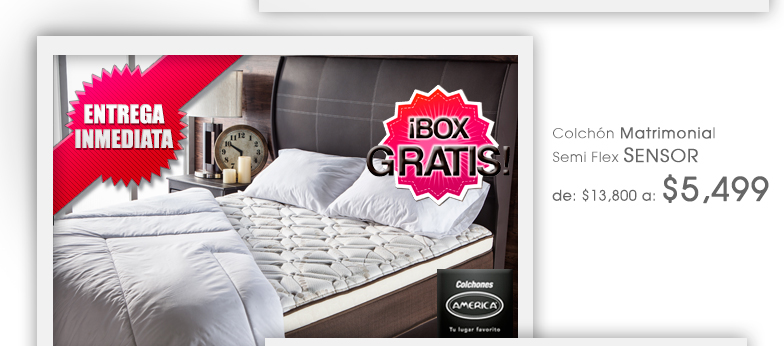 ENTREGA
INMEDIATA
¡BOX
GRATIS!
Colchones
AMERICA
Tu lugar favorito
Colchón Matrimonial
Semi Flex SENSOR
de: $13,800 a: $5,499